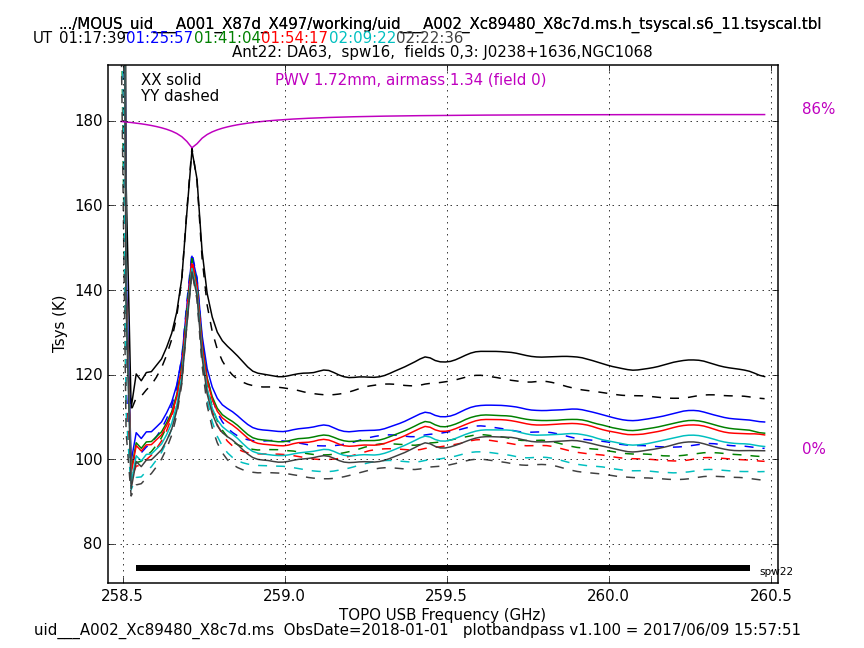 .../MOUS_uid___A001_X87d_X497/working/uid___A002_Xc89480_X8c7d.ms.h_tsyscal.s6_11.tsyscal.tbl
UT 01:17:39 01:25:57 01:41:04 01:54:17 02:09:22 02:22:36
Ant22: DA63,  spw16,  fields 0,3: J0238+1636,NGC1068
XX solid
YY dashed
PWV 1.72mm, airmass 1.34 (field 0)
86%
0%
180
160
140
120
100
80
Tsys (K)
spw22
258.5 259.0 259.5 260.0 260.5
TOPO USB Frequency (GHz)
uid___A002_Xc89480_X8c7d.ms  ObsDate=2018-01-01   plotbandpass v1.100 = 2017/06/09 15:57:51